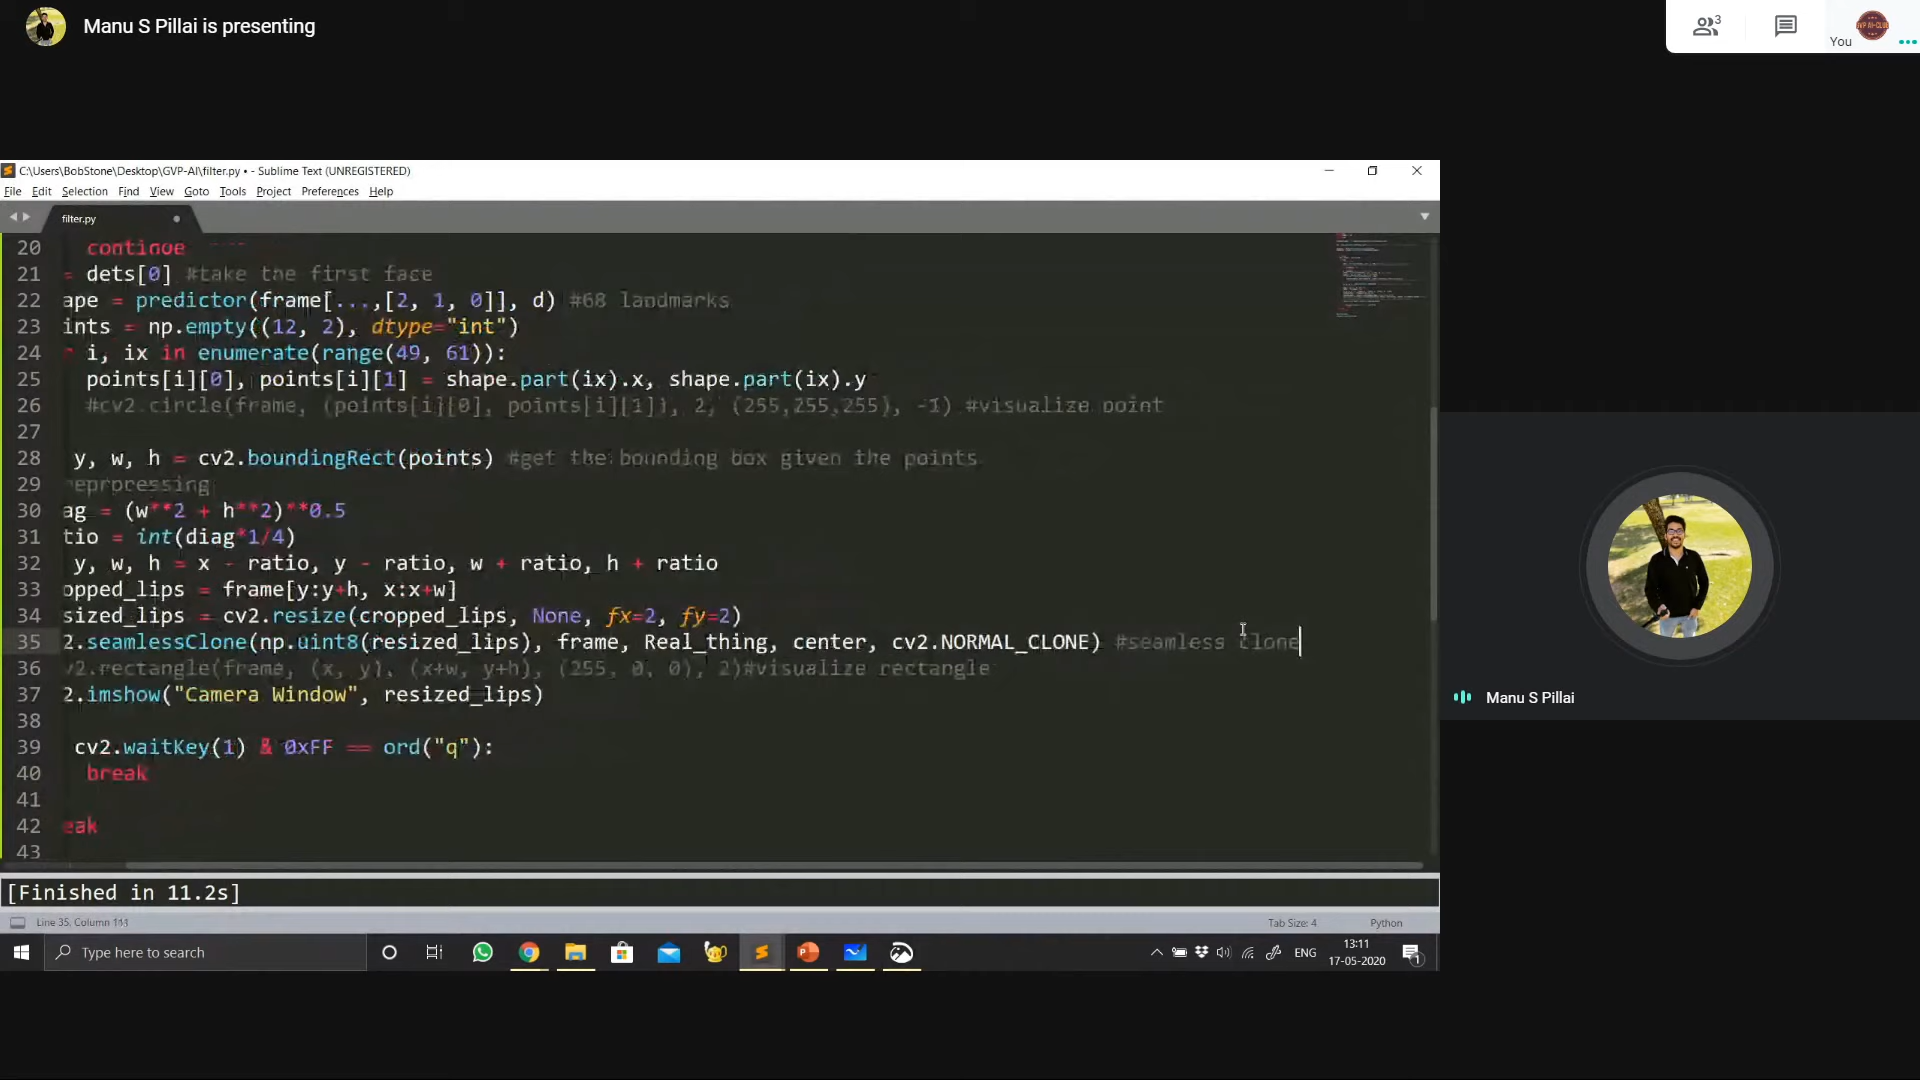 Manu S Pillai is presenting
3
You
C:\Users\BobStone\Desktop\GVP-AI\filter.py • - Sublime Text (UNREGISTERED)
File Edit Selection Find View Goto Tools Project Preferences Help
filter.py
20 continue
21 = dets[0] #take the first face
22 ape = predictor(frame[...,[2, 1, 0]], d) #68 landmarks
23 ints = np.empty((12, 2), dtype="int")
24 i, ix in enumerate(range(49, 61)):
25 points[i][0], points[i][1] = shape.part(ix).x, shape.part(ix).y
26 #cv2.circle(frame, (points[i][0], points[i][1]), 2, (255,255,255), -1) #visualize point
27
28 y, w, h = cv2.boundingRect(points) #get the bounding box given the points
29 eprpcessing
30 ag = (w**2 + h**2)**0.5
31 tio = int(diag*1/4)
32 y, w, h = x - ratio, y - ratio, w + ratio, h + ratio
33 opped_lips = frame[y:y+h, x:x+w]
34 sized_lips = cv2.resize(cropped_lips, None, fx=2, fy=2)
35 2.seamlessClone(np.uint8(resized_lips), frame, Real_thing, center, cv2.NORMAL_CLONE) #seamless clone
36 v2.rectangle(frame, (x, y), (x+w, y+h), (255, 0, 0), 2)#visualize rectangle
37 2.imshow("Camera Window", resized_lips)
38
39 cv2.waitKey(1) & 0xFF == ord("q"):
40 break
41
42 eak
43
[Finished in 11.2s]
Line 35, Column Tab Size: 4 Python
Type here to search
ENG
13:11
17-05-2020
1
Manu S Pillai